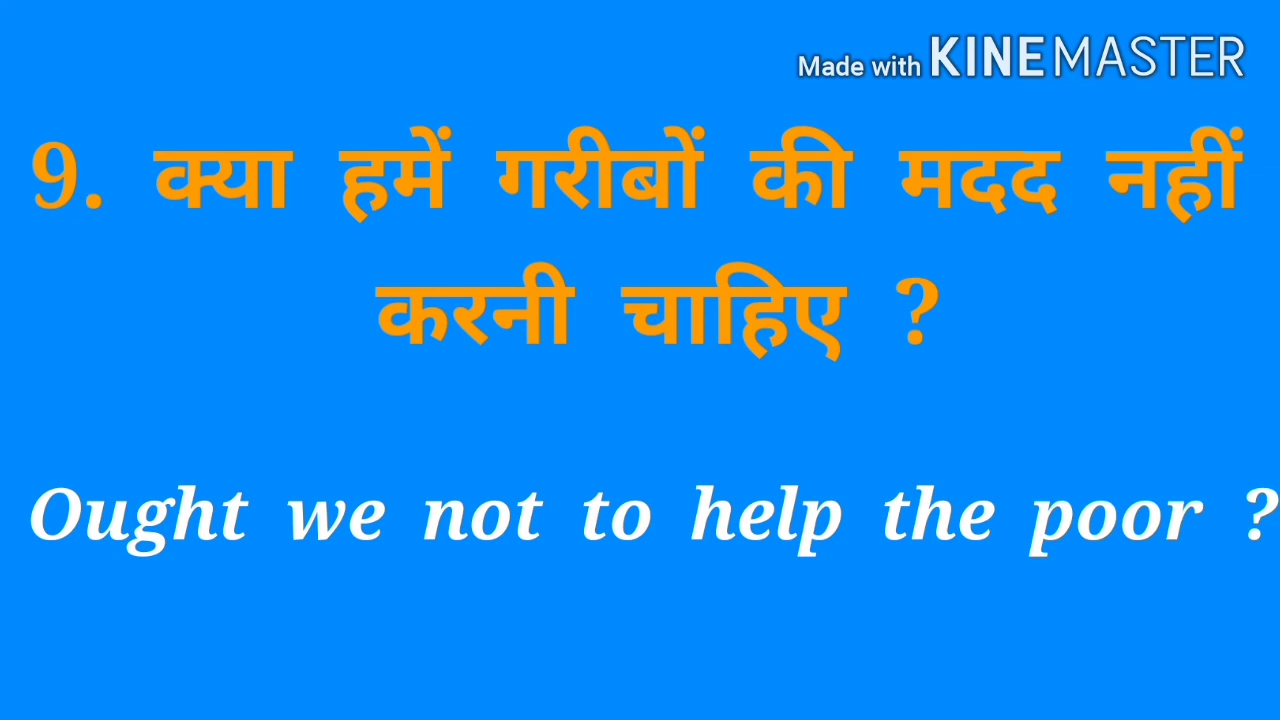 Made with KINEMASTER
9. क्या हमें गरीबों की मदद नहीं
करनी चाहिए ?
Ought we not to help the poor ?